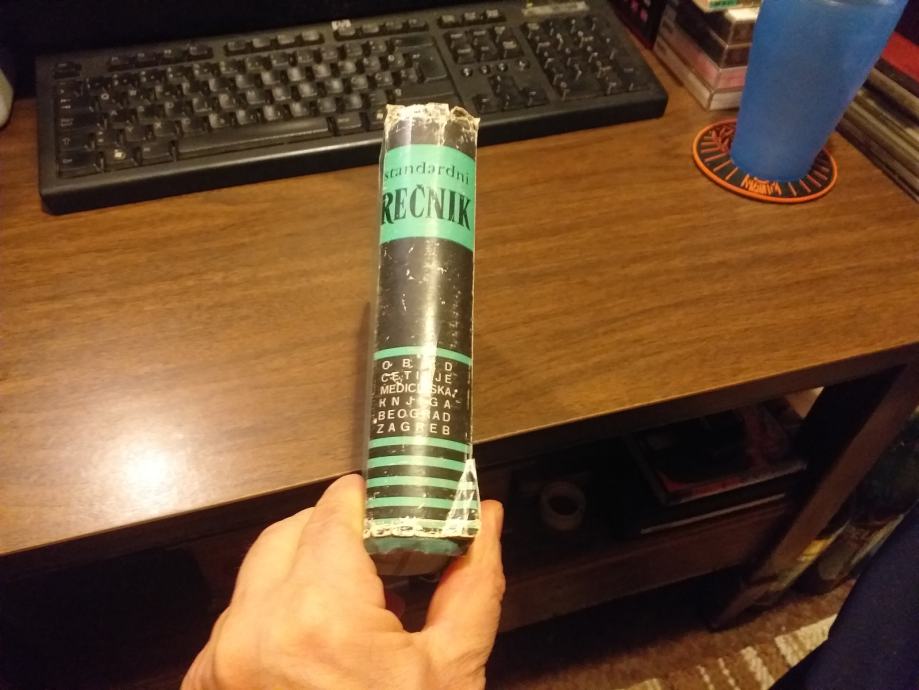 standardni
REČNIK
OBOD
CETINJE
MEDICINSKA
KNJIGA
BEOGRAD
ZAGREB